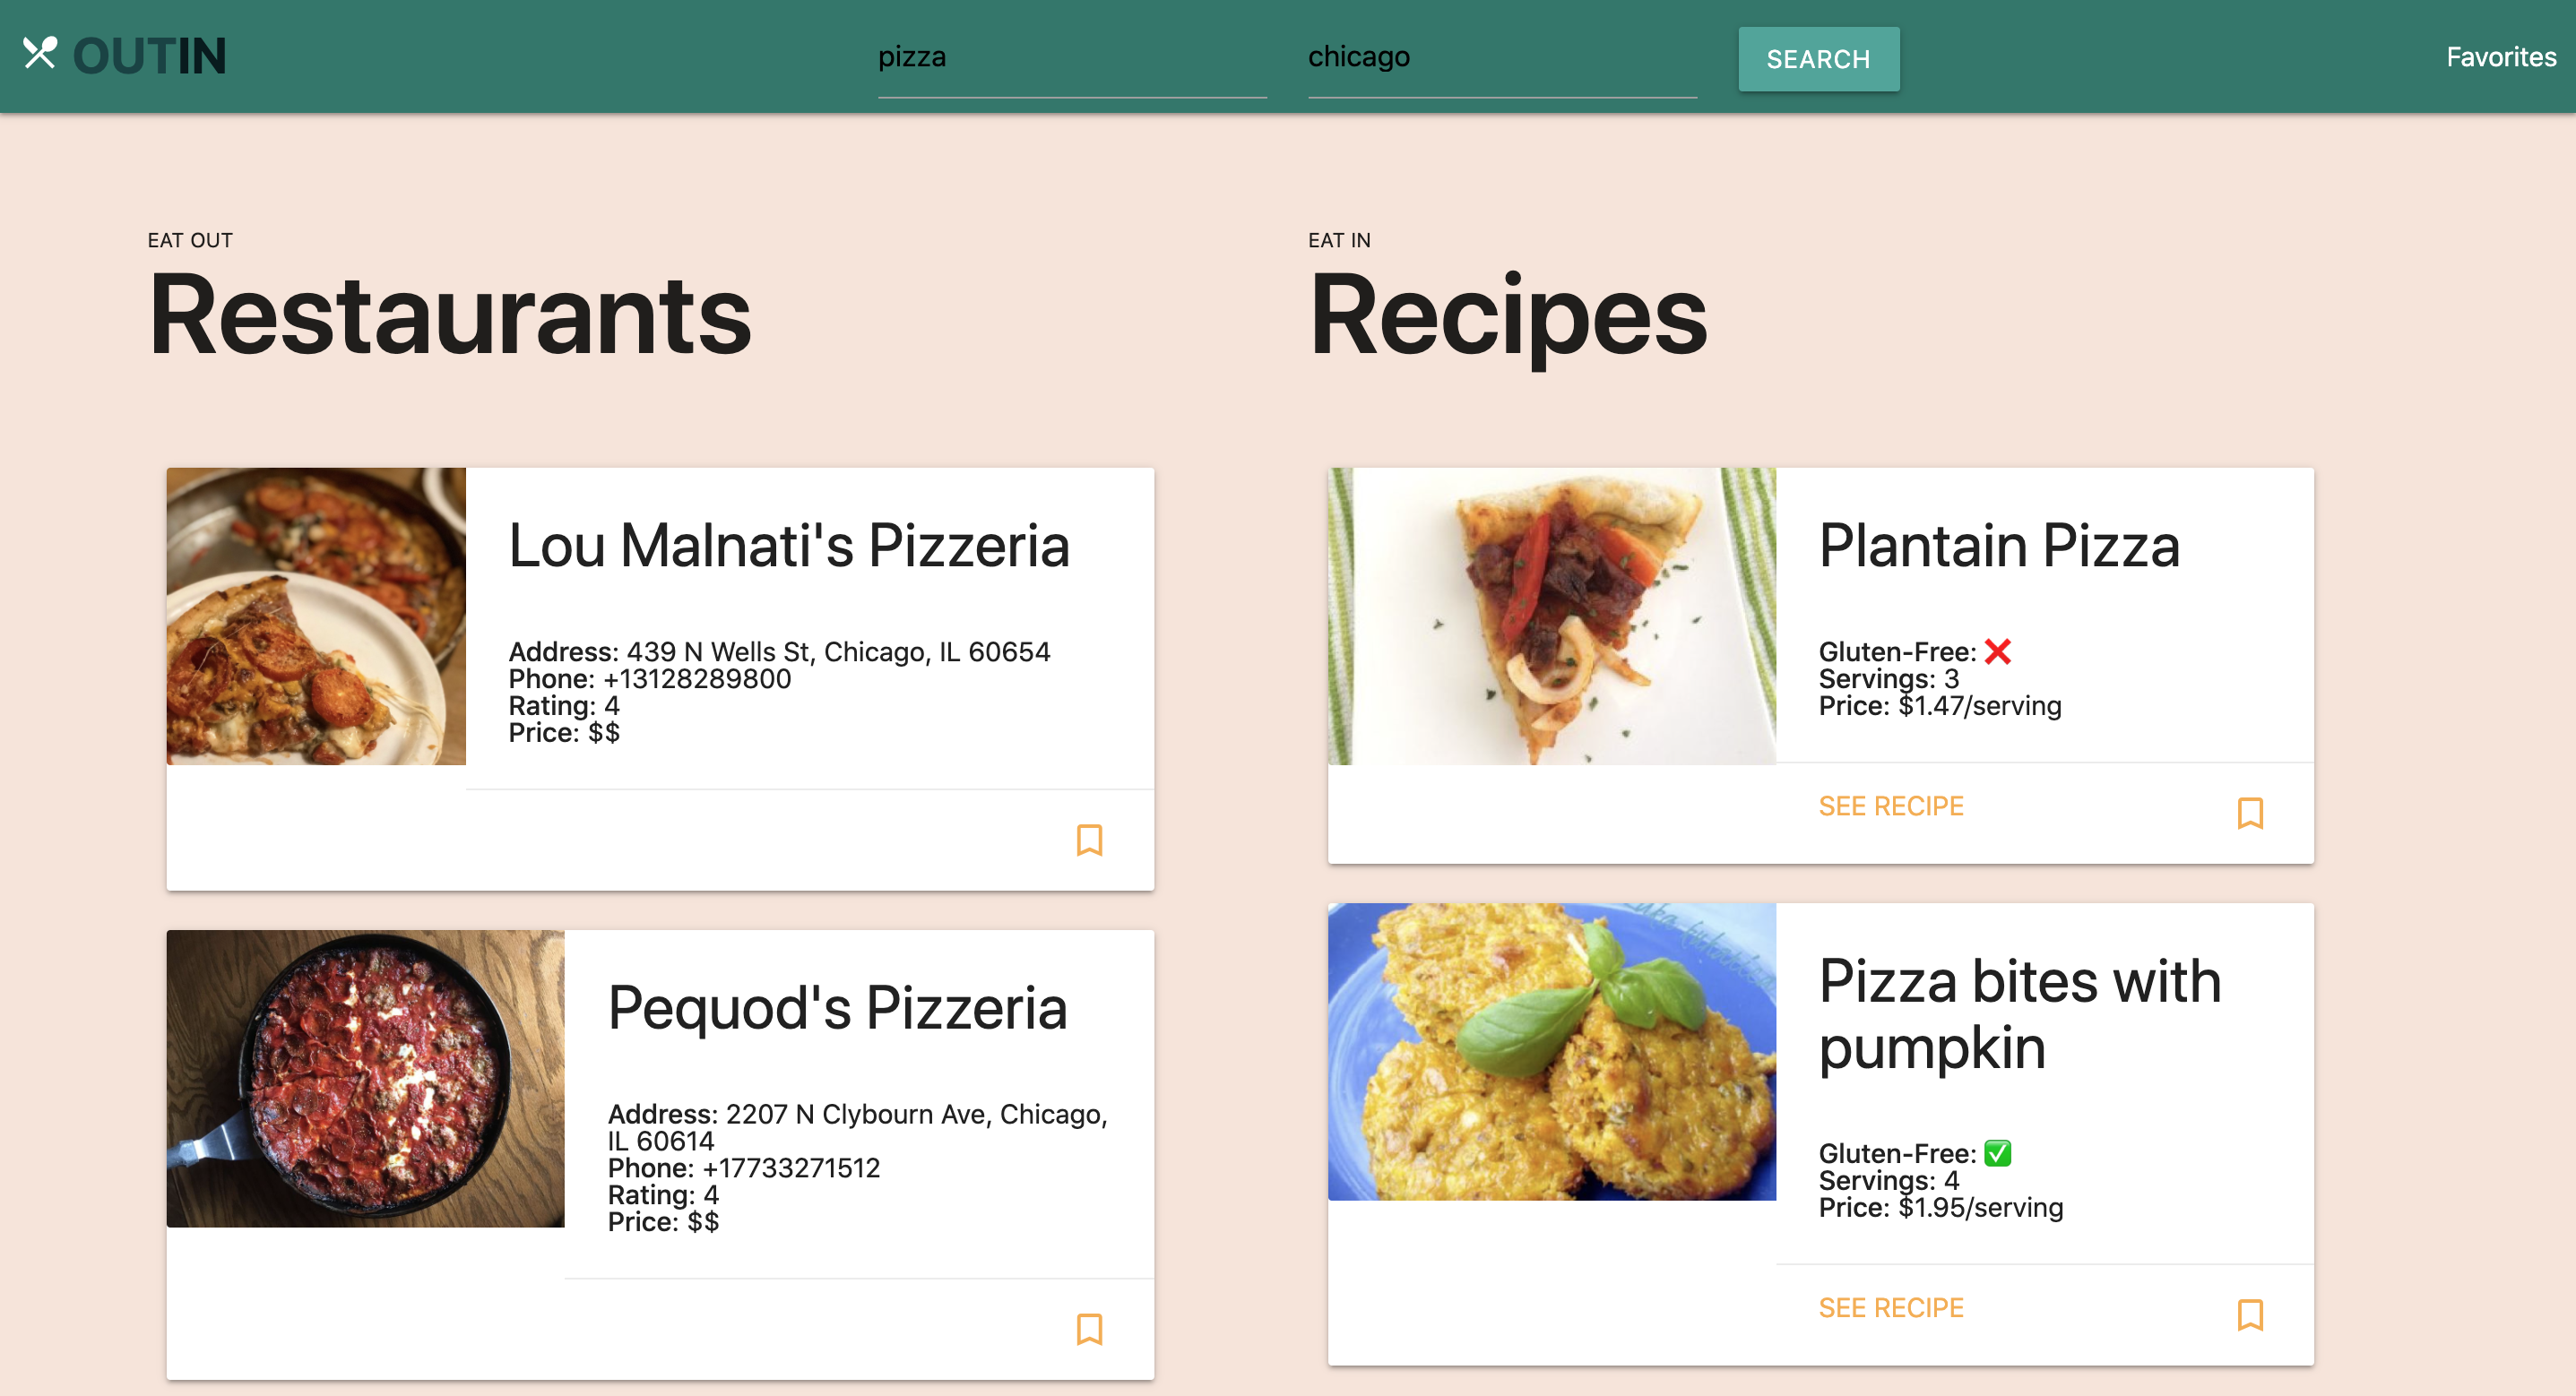 OUTIN
pizza
chicago
SEARCH
Favorites
EAT OUT
Restaurants
Lou Malnati's Pizzeria
Address: 439 N Wells St, Chicago, IL 60654
Phone: +13128289800
Rating: 4
Price: $$
Pequod's Pizzeria
Address: 2207 N Clybourn Ave, Chicago,
IL 60614
Phone: +17733271512
Rating: 4
Price: $$
EAT IN
Recipes
Plantain Pizza
Gluten-Free: ❌
Servings: 3
Price: $1.47/serving
SEE RECIPE
Pizza bites with
pumpkin
Gluten-Free: ✅
Servings: 4
Price: $1.95/serving
SEE RECIPE